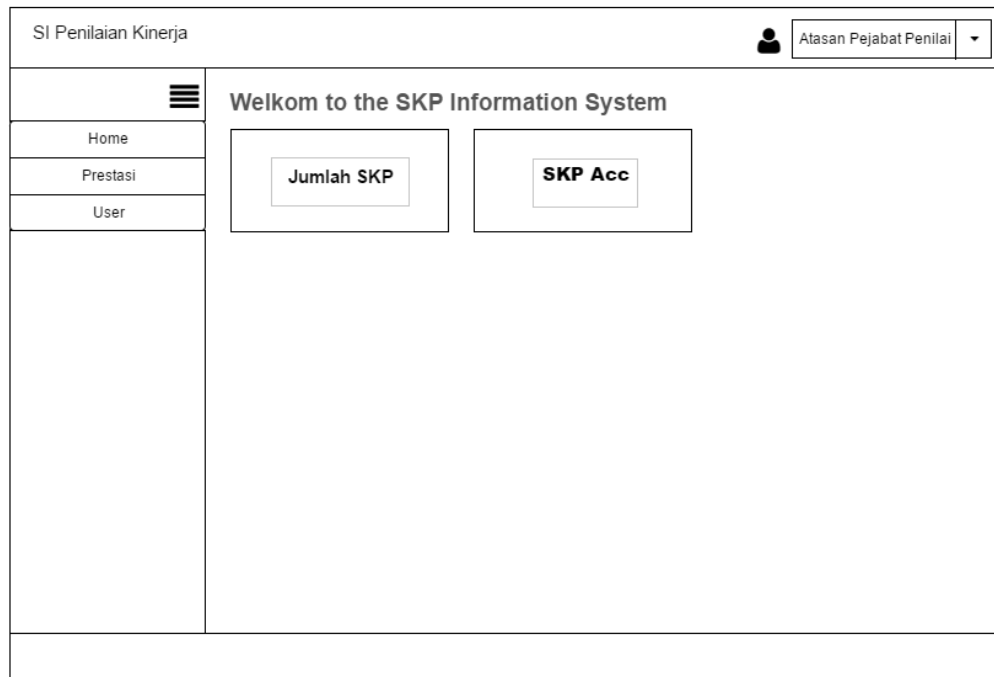 SI Penilaian Kinerja
Atasan Pejabat Penilai
Welkom to the SKP Information System
Home
Prestasi
User
Jumlah SKP
SKP Acc